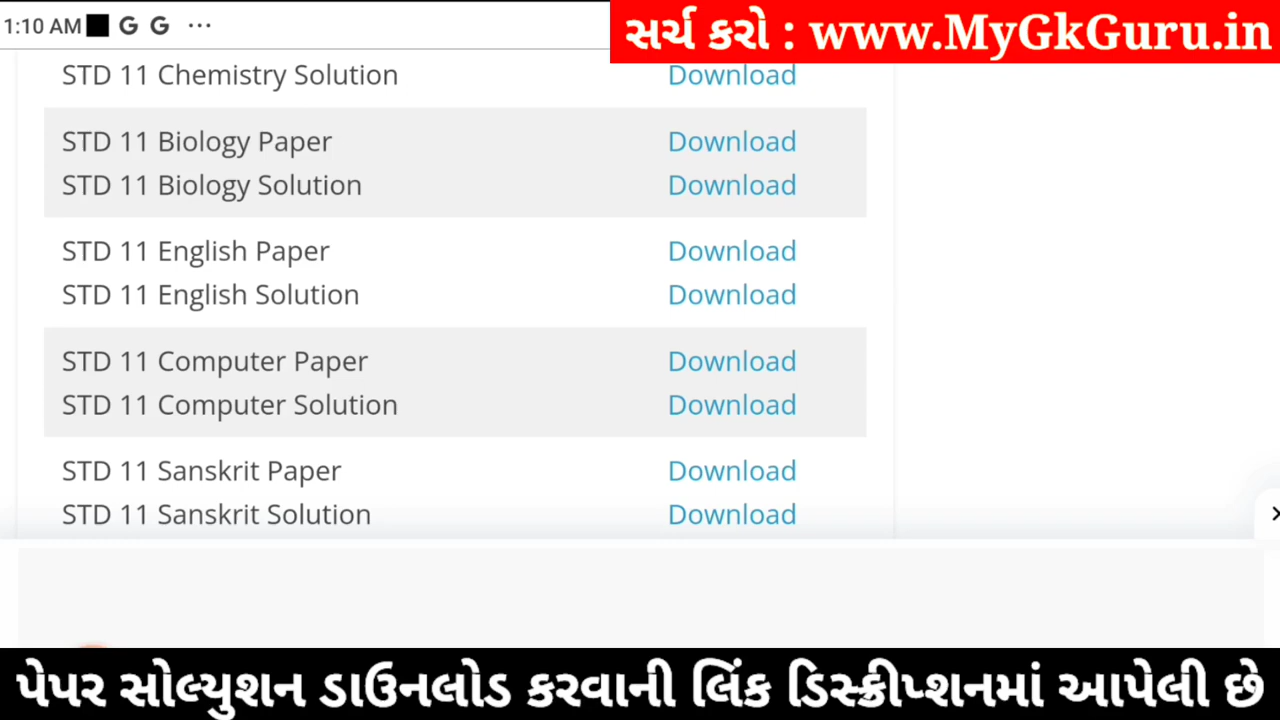 1:10 AM G G ...
સર્ચ કરો : www.MyGkGuru.in
STD 11 Chemistry Solution Download
STD 11 Biology Paper Download
STD 11 Biology Solution Download
STD 11 English Paper Download
STD 11 English Solution Download
STD 11 Computer Paper Download
STD 11 Computer Solution Download
STD 11 Sanskrit Paper Download
STD 11 Sanskrit Solution Download
પેપર સોલ્યુશન ડાઉનલોડ કરવાની લિંક ડિસ્ક્રીપ્શનમાં આપેલી છે